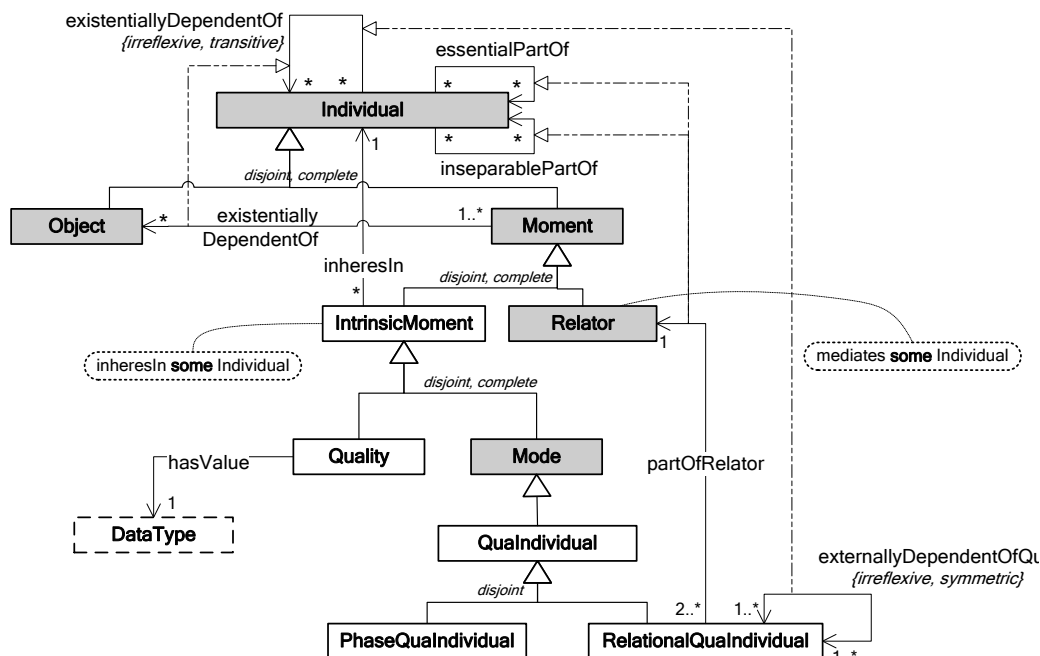 existentiallyDependentOf
{irreflexive, transitive}
essentialPartOf
* * * *
Individual
1 * *
inseparablePartOf
disjoint, complete
Object
*
existentially
DependentOf
1..*
Moment
inheresIn
*
disjoint, complete
IntrinsicMoment
Relator
1
inheresIn some Individual
mediates some Individual
disjoint, complete
Quality
Mode
hasValue
1
partOfRelator
DataType
QuaIndividual
externallyDependentOfQu
{irreflexive, symmetric}
disjoint
2..* 1..*
PhaseQuaIndividual
RelationalQuaIndividual
1..*